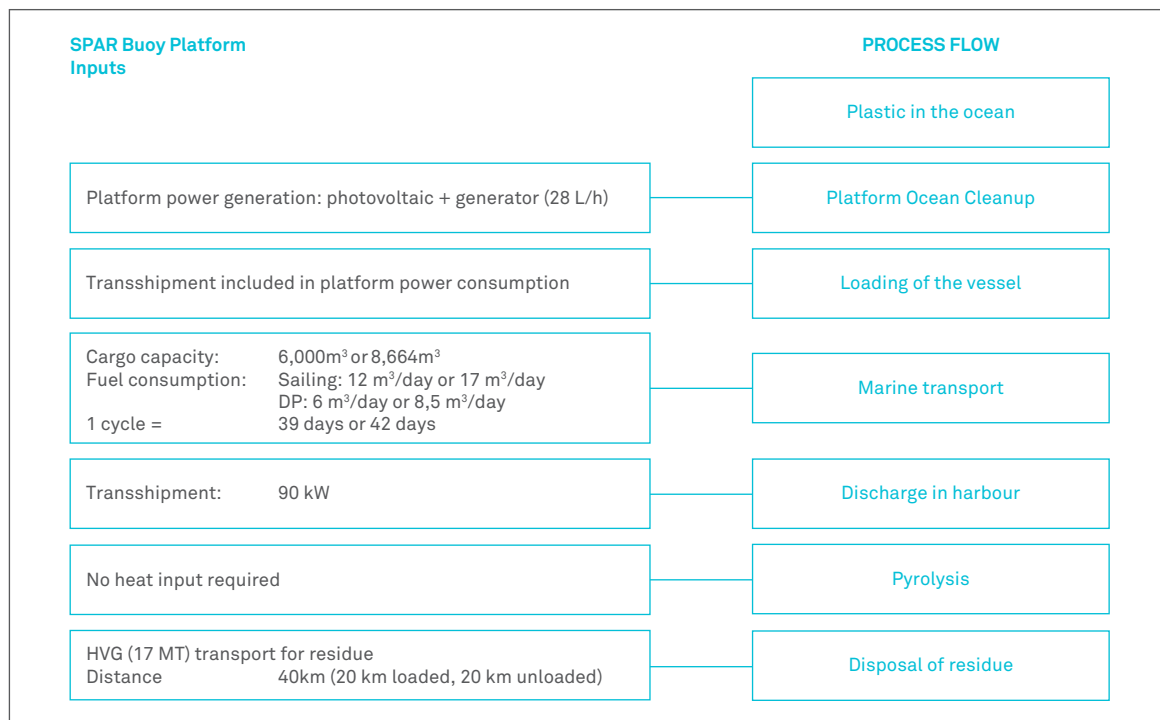 SPAR Buoy Platform
Inputs
PROCESS FLOW
Plastic in the ocean
Platform power generation: photovoltaic + generator (28 L/h)
Platform Ocean Cleanup
Transshipment included in platform power consumption
Loading of the vessel
Cargo capacity: 6,000m³ or 8,664m³
Fuel consumption: Sailing: 12 m³/day or 17 m³/day
DP: 6 m³/day or 8,5 m³/day
1 cycle = 39 days or 42 days
Marine transport
Transshipment: 90 kW
Discharge in harbour
No heat input required
Pyrolysis
HVG (17 MT) transport for residue
Distance 40km (20 km loaded, 20 km unloaded)
Disposal of residue